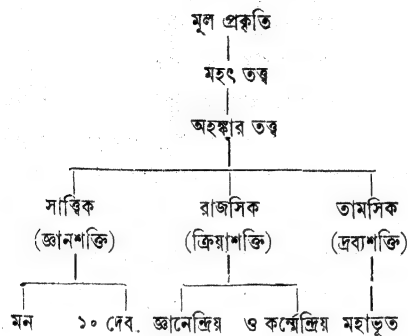 মূল প্রকৃতি
মহৎ তত্ত্ব
অহঙ্কার তত্ত্ব
সাত্ত্বিক রাজসিক তামসিক
(জ্ঞানশক্তি) (ক্রিয়াশক্তি) (দ্রব্যশক্তি)
মন ১০ দেব. জ্ঞানেন্দ্রিয় ও কর্ম্মেন্দ্রিয় মহাভূত